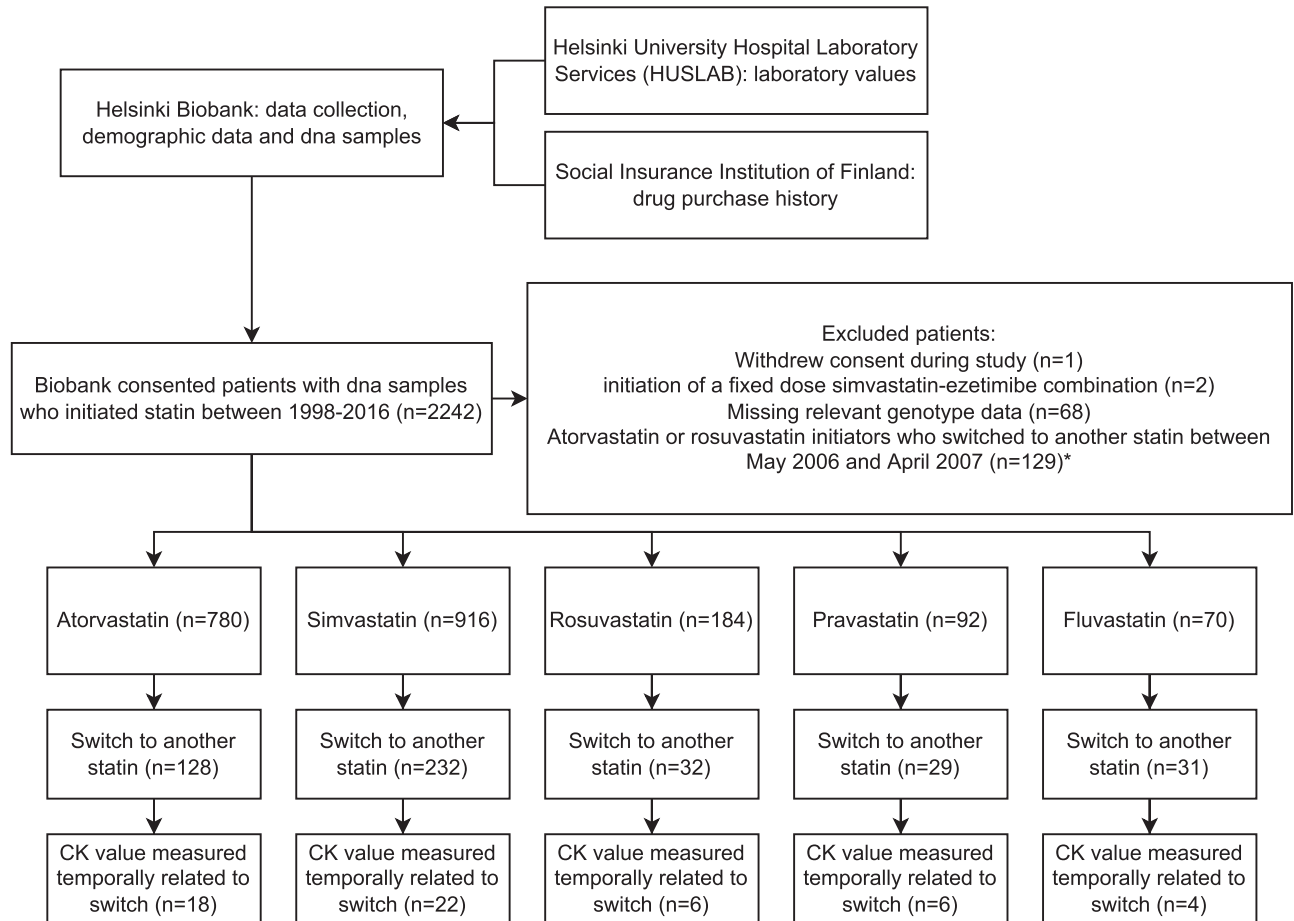 Helsinki University Hospital Laboratory
Services (HUSLAB): laboratory values
Helsinki Biobank: data collection,
demographic data and dna samples
Social Insurance Institution of Finland:
drug purchase history
Biobank consented patients with dna samples
who initiated statin between 1998-2016 (n=2242)
Excluded patients:
Withdrew consent during study (n=1)
initiation of a fixed dose simvastatin-ezetimibe combination (n=2)
Missing relevant genotype data (n=68)
Atorvastatin or rosuvastatin initiators who switched to another statin between
May 2006 and April 2007 (n=129)*
Atorvastatin (n=780)
Simvastatin (n=916)
Rosuvastatin (n=184)
Pravastatin (n=92)
Fluvastatin (n=70)
Switch to another
statin (n=128)
Switch to another
statin (n=232)
Switch to another
statin (n=32)
Switch to another
statin (n=29)
Switch to another
statin (n=31)
CK value measured
temporally related to
switch (n=18)
CK value measured
temporally related to
switch (n=22)
CK value measured
temporally related to
switch (n=6)
CK value measured
temporally related to
switch (n=6)
CK value measured
temporally related to
switch (n=4)